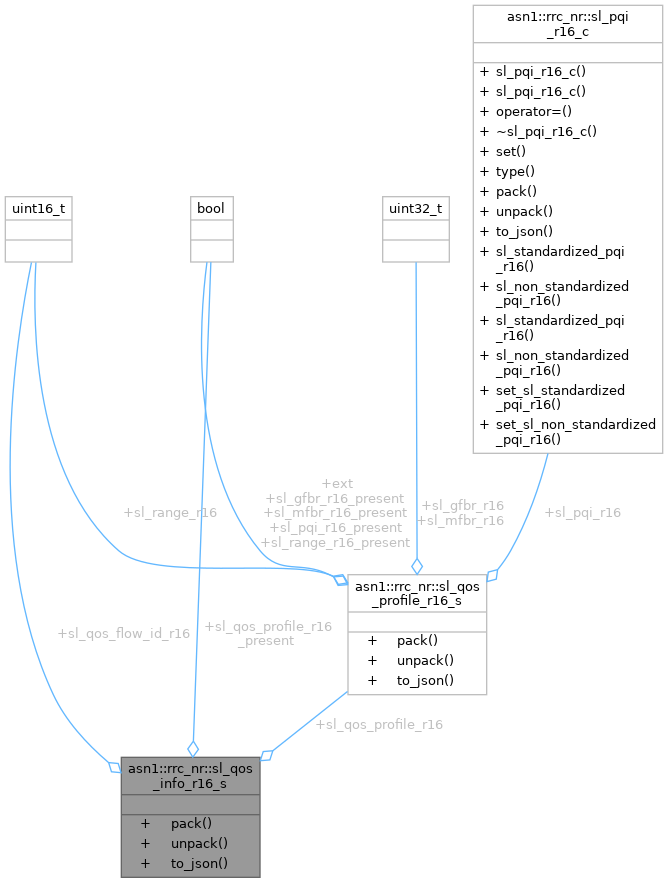 asn1::rrc_nr::sl_pqi
_r16_c
+ sl_pqi_r16_c()
+ sl_pqi_r16_c()
+ operator=()
+ ~sl_pqi_r16_c()
+ set()
+ type()
+ pack()
+ unpack()
+ to_json()
+ sl_standardized_pqi
_r16()
+ sl_non_standardized
_pqi_r16()
+ sl_standardized_pqi
_r16()
+ sl_non_standardized
_pqi_r16()
+ set_sl_standardized
_pqi_r16()
+ set_sl_non_standardized
_pqi_r16()
uint16_t
bool
uint32_t
+sl_range_r16
+ext
+sl_gfbr_r16_present
+sl_mfbr_r16_present
+sl_pqi_r16_present
+sl_range_r16_present
+sl_gfbr_r16
+sl_mfbr_r16
+sl_pqi_r16
asn1::rrc_nr::sl_qos
_profile_r16_s
+ pack()
+ unpack()
+ to_json()
+sl_qos_flow_id_r16
+sl_qos_profile_r16
_present
+sl_qos_profile_r16
asn1::rrc_nr::sl_qos
_info_r16_s
+ pack()
+ unpack()
+ to_json()